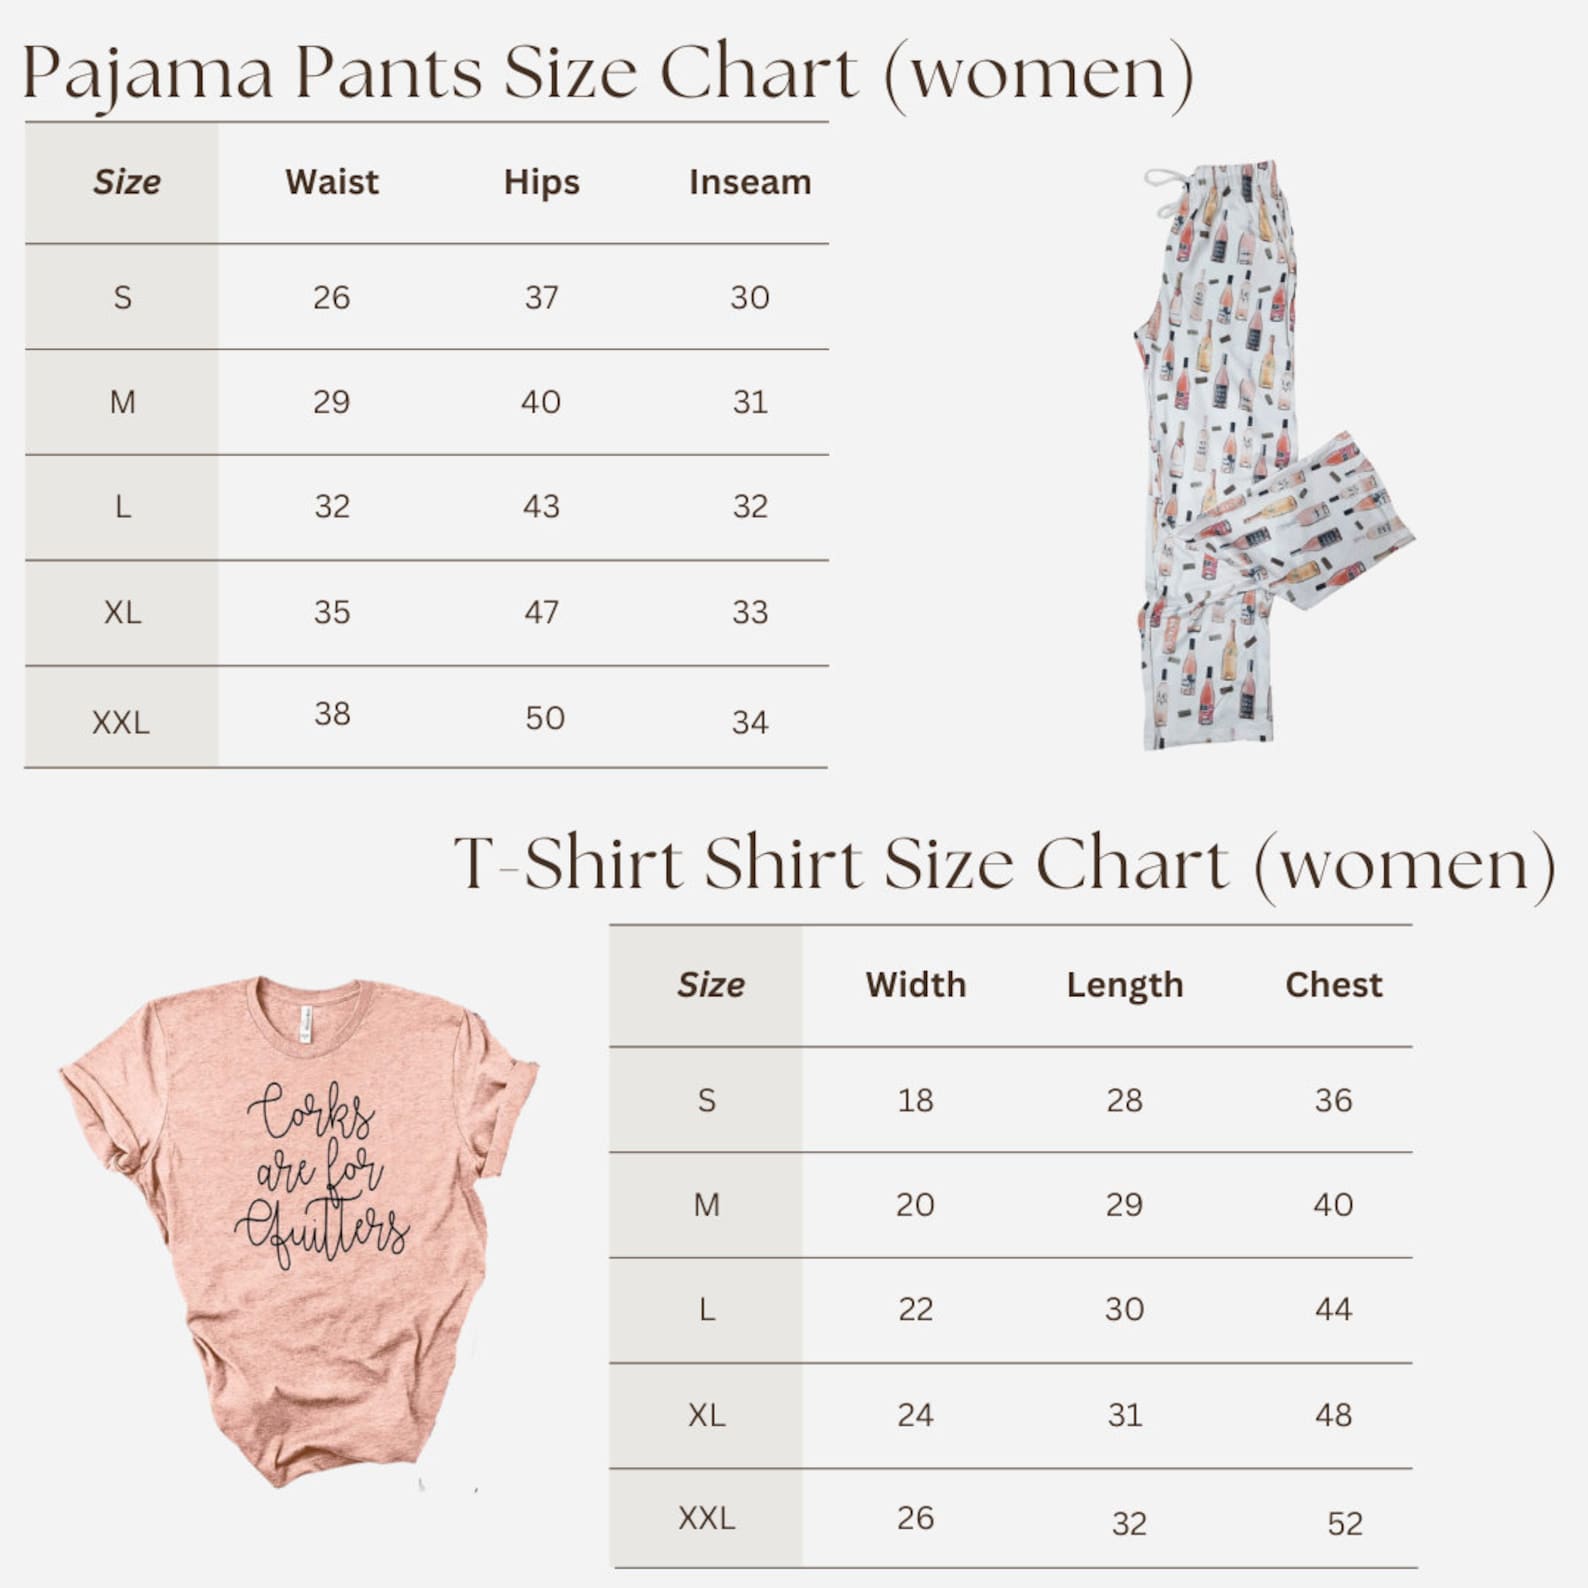 Pajama Pants Size Chart (women)
Size Waist Hips Inseam
S 26 37 30
M 29 40 31
L 32 43 32
XL 35 47 33
XXL 38 50 34
T-Shirt Shirt Size Chart (women)
Corks
are for
Quitters
Size Width Length Chest
S 18 28 36
M 20 29 40
L 22 30 44
XL 24 31 48
XXL 26 32 52